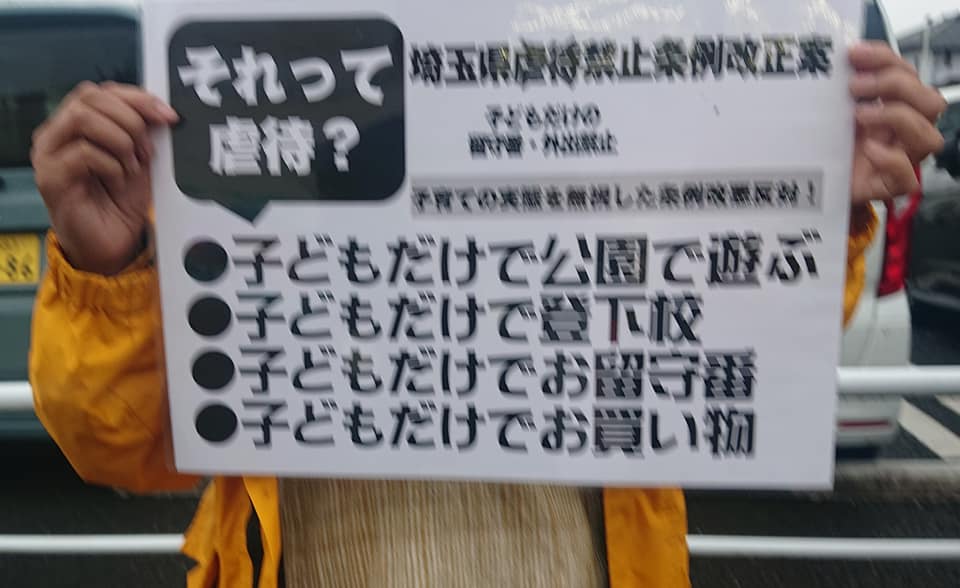 それって
虐待？
埼玉県虐待禁止条例改正案
子どもだけの
留守番・外出禁止
子育ての実態を無視した条例改悪反対！
●子どもだけで公園で遊ぶ
●子どもだけで登下校
●子どもだけでお留守番
●子どもだけでお買い物